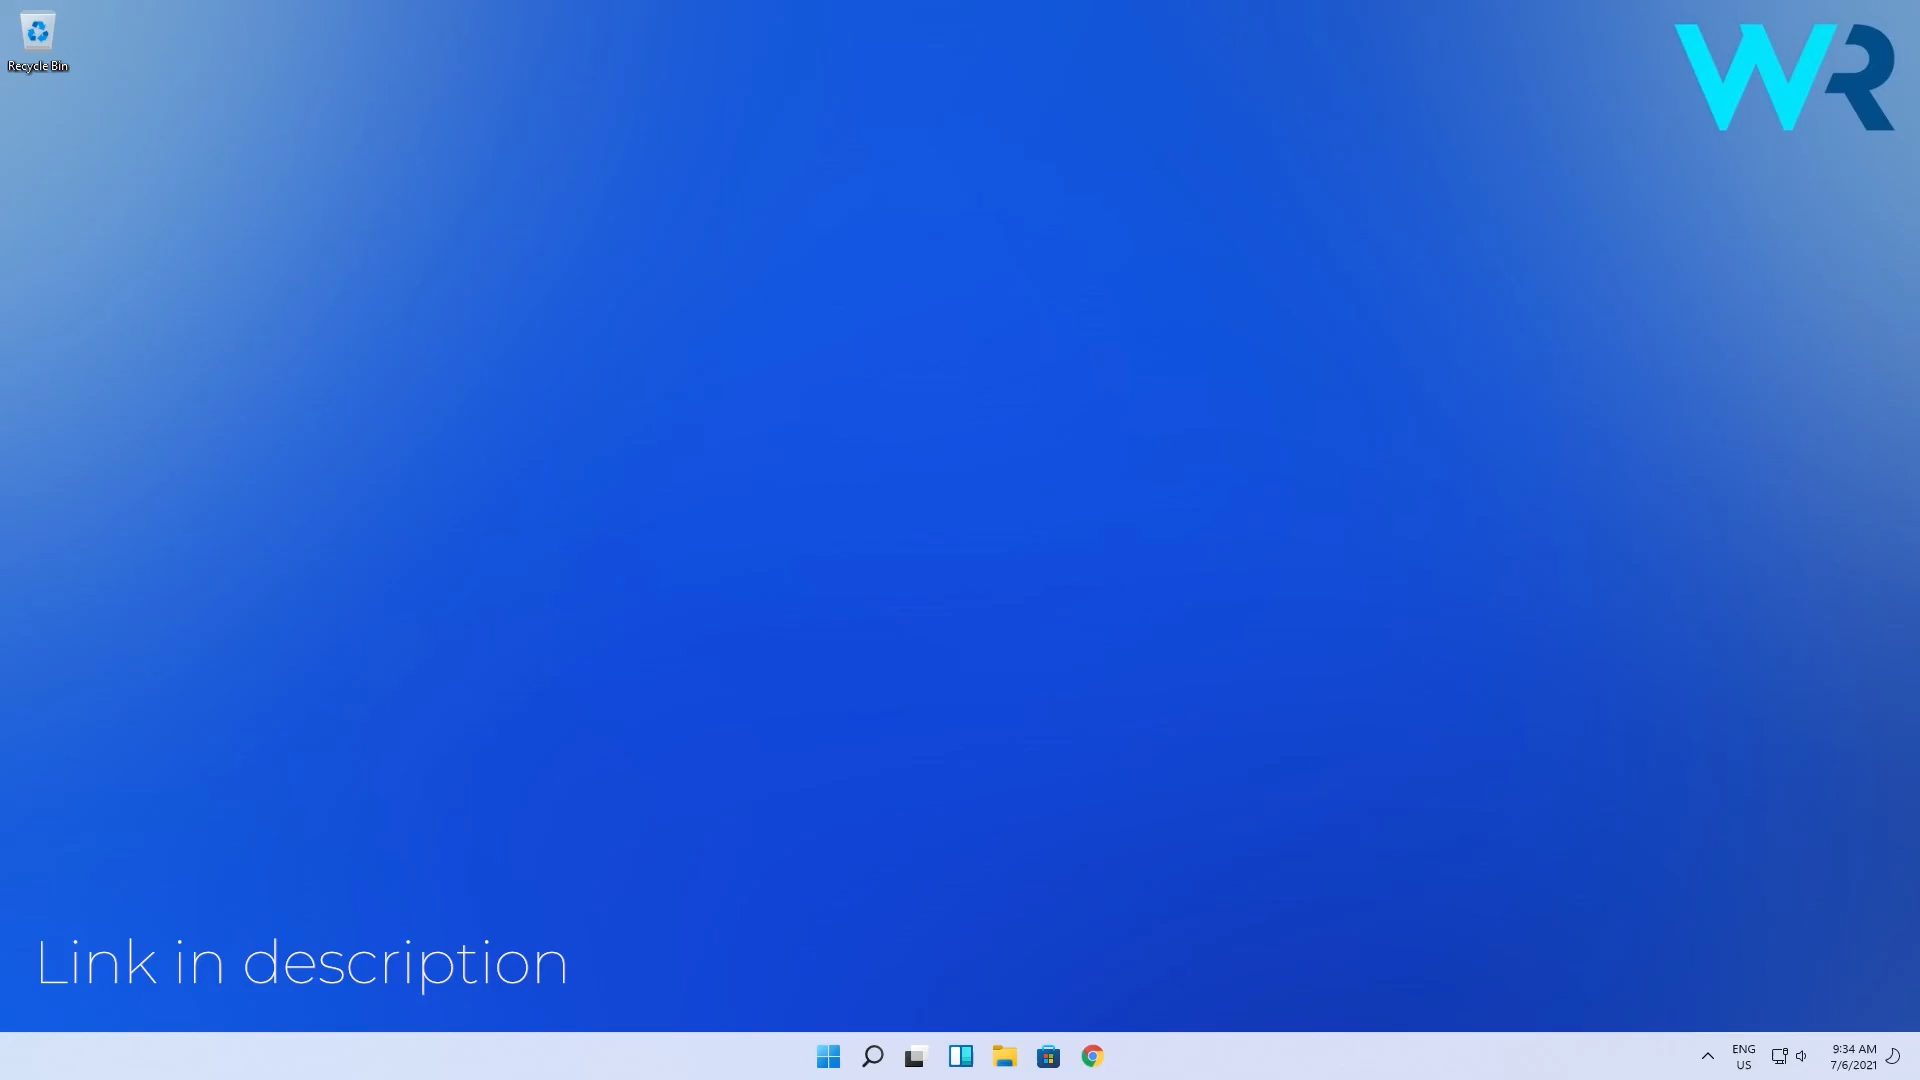 Recycle Bin
WR
Link in description
ENG
US
9:34 AM
7/6/2021